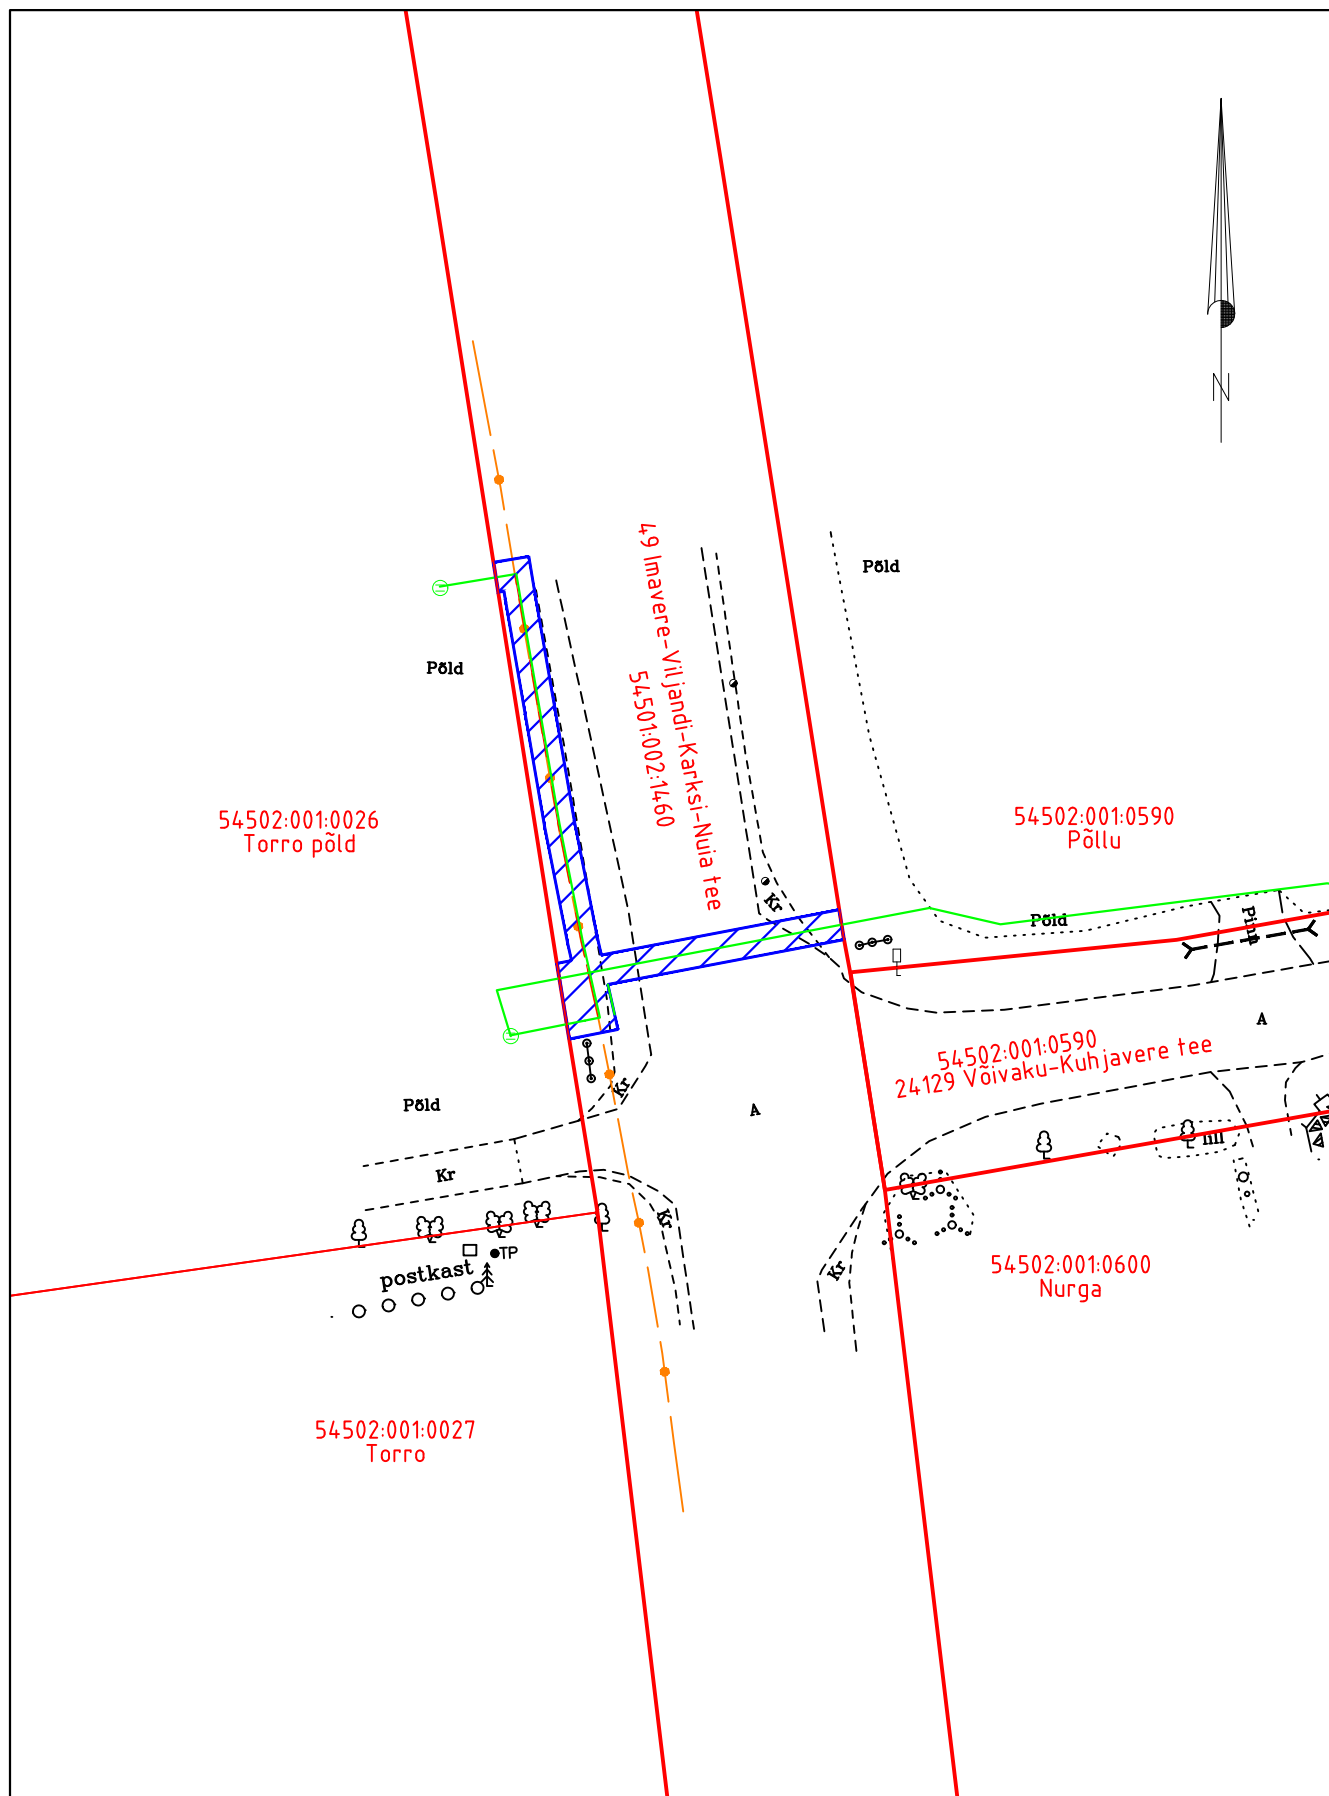 N
Põld
49 Imavere-Viljandi-Karksi-Nuia tee
54501:002:1460
Põld
54502:001:0026
Torro põld
54502:001:0590
Põllu
Kr
Põld
Piuh
A
54502:001:0590
24129 Võivaku-Kuhjavere tee
Kr
Põld
A
lill
Kr
Kr
TP
postkast
Kr
54502:001:0600
Nurga
54502:001:0027
Torro